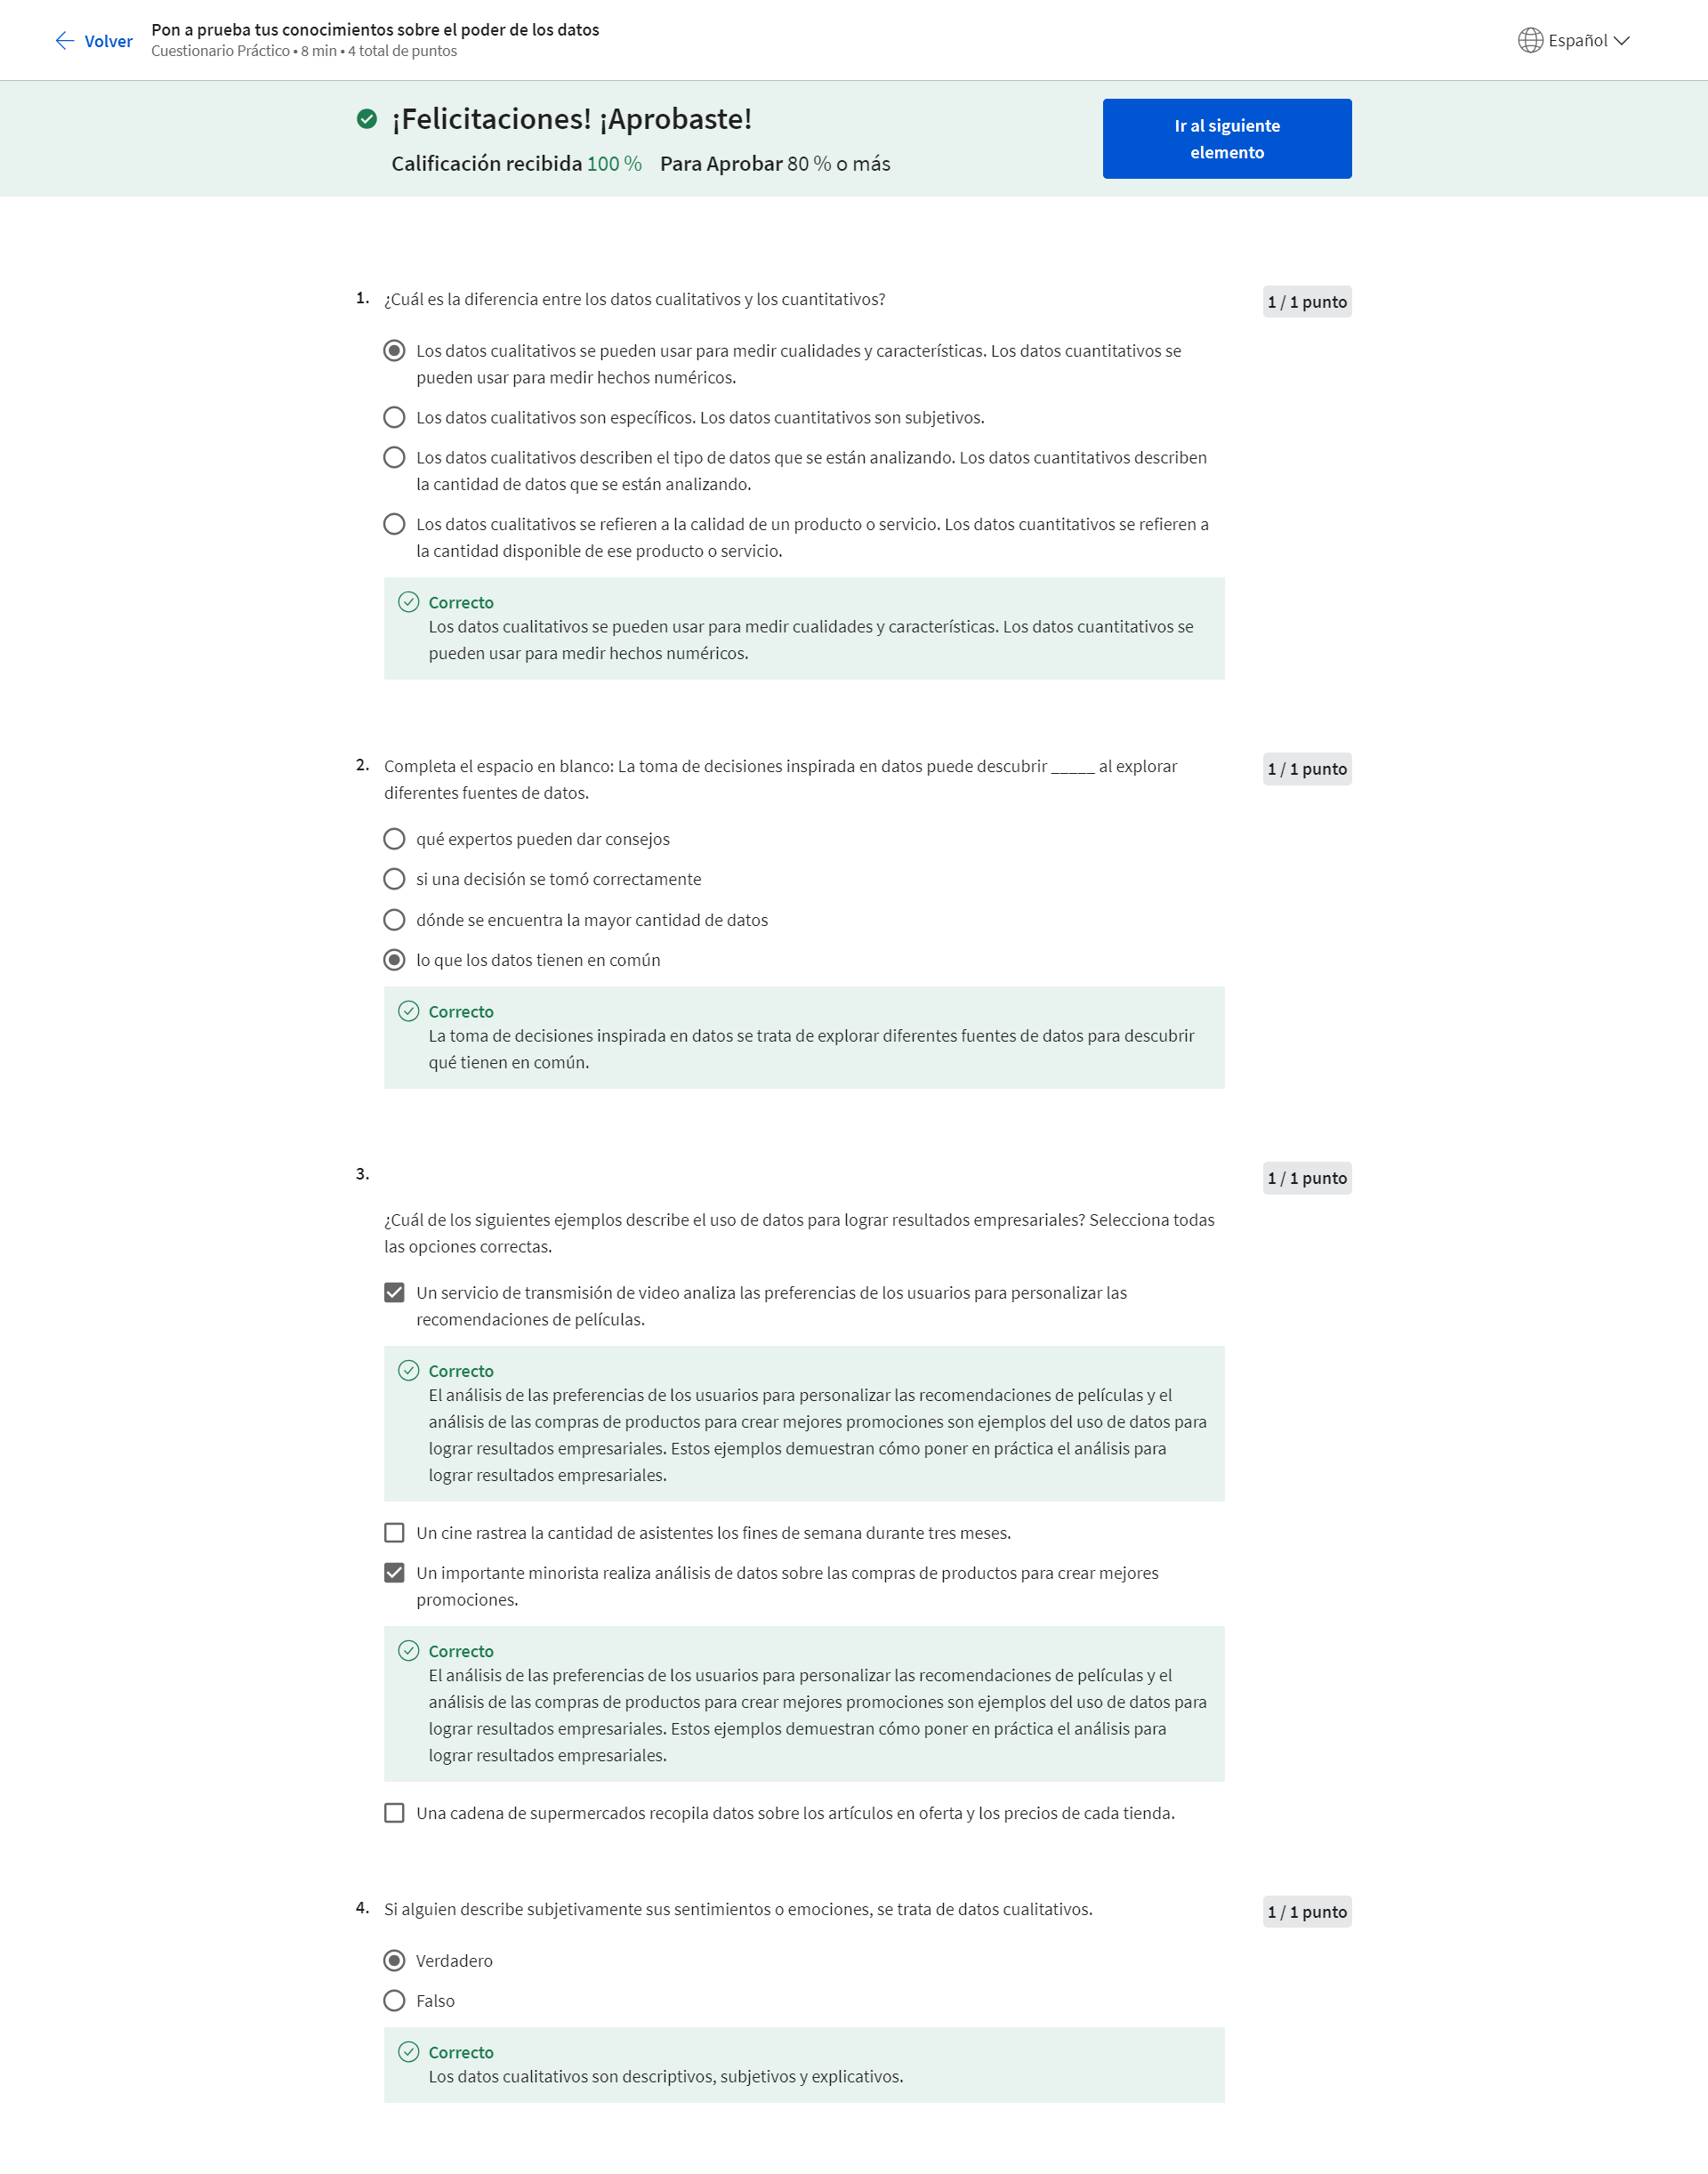 Volver
Pon a prueba tus conocimientos sobre el poder de los datos
Cuestionario Práctico • 8 min • 4 total de puntos
Español
¡Felicitaciones! ¡Aprobaste!
Calificación recibida 100 % Para Aprobar 80 % o más
Ir al siguiente
elemento
1. ¿Cuál es la diferencia entre los datos cualitativos y los cuantitativos?
1 / 1 punto
Los datos cualitativos se pueden usar para medir cualidades y características. Los datos cuantitativos se
pueden usar para medir hechos numéricos.
Los datos cualitativos son específicos. Los datos cuantitativos son subjetivos.
Los datos cualitativos describen el tipo de datos que se están analizando. Los datos cuantitativos describen
la cantidad de datos que se están analizando.
Los datos cualitativos se refieren a la calidad de un producto o servicio. Los datos cuantitativos se refieren a
la cantidad disponible de ese producto o servicio.
Correcto
Los datos cualitativos se pueden usar para medir cualidades y características. Los datos cuantitativos se
pueden usar para medir hechos numéricos.
2. Completa el espacio en blanco: La toma de decisiones inspirada en datos puede descubrir _____ al explorar
diferentes fuentes de datos.
1 / 1 punto
qué expertos pueden dar consejos
si una decisión se tomó correctamente
dónde se encuentra la mayor cantidad de datos
lo que los datos tienen en común
Correcto
La toma de decisiones inspirada en datos se trata de explorar diferentes fuentes de datos para descubrir
qué tienen en común.
3.
1 / 1 punto
¿Cuál de los siguientes ejemplos describe el uso de datos para lograr resultados empresariales? Selecciona todas
las opciones correctas.
Un servicio de transmisión de video analiza las preferencias de los usuarios para personalizar las
recomendaciones de películas.
Correcto
El análisis de las preferencias de los usuarios para personalizar las recomendaciones de películas y el
análisis de las compras de productos para crear mejores promociones son ejemplos del uso de datos para
lograr resultados empresariales. Estos ejemplos demuestran cómo poner en práctica el análisis para
lograr resultados empresariales.
Un cine rastrea la cantidad de asistentes los fines de semana durante tres meses.
Un importante minorista realiza análisis de datos sobre las compras de productos para crear mejores
promociones.
Correcto
El análisis de las preferencias de los usuarios para personalizar las recomendaciones de películas y el
análisis de las compras de productos para crear mejores promociones son ejemplos del uso de datos para
lograr resultados empresariales. Estos ejemplos demuestran cómo poner en práctica el análisis para
lograr resultados empresariales.
Una cadena de supermercados recopila datos sobre los artículos en oferta y los precios de cada tienda.
4. Si alguien describe subjetivamente sus sentimientos o emociones, se trata de datos cualitativos.
1 / 1 punto
Verdadero
Falso
Correcto
Los datos cualitativos son descriptivos, subjetivos y explicativos.